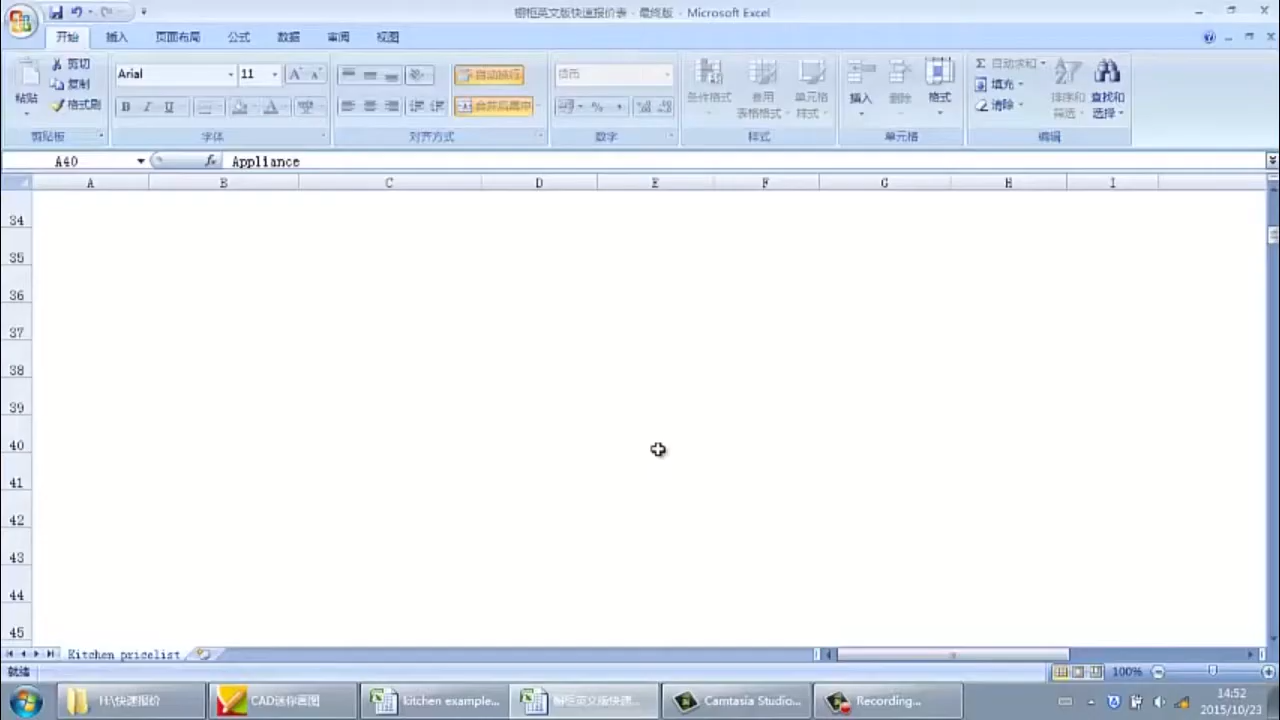 橱柜英文版快速报价表 - 最终版 - Microsoft Excel
开始 插入 页面布局 公式 数据 审阅 视图
粘贴 剪切 复制 格式刷
Arial 11 自动换行 货币
B I U 合并后居中 %
条件格式 套用表格格式 单元格样式 插入 删除 格式
Σ 自动求和 填充 清除 排序和筛选 查找和选择
剪贴板 字体 对齐方式 数字 样式 单元格 编辑
A40 fx Appliance
A B C D E F G H I
34
35
36
37
38
39
40
41
42
43
44
45
Kitchen pricelist
就绪 100%
H:\快速报价 CAD迷你画图 kitchen example... 橱柜英文版快速... Camtasia Studio... Recording...
14:52
2015/10/23